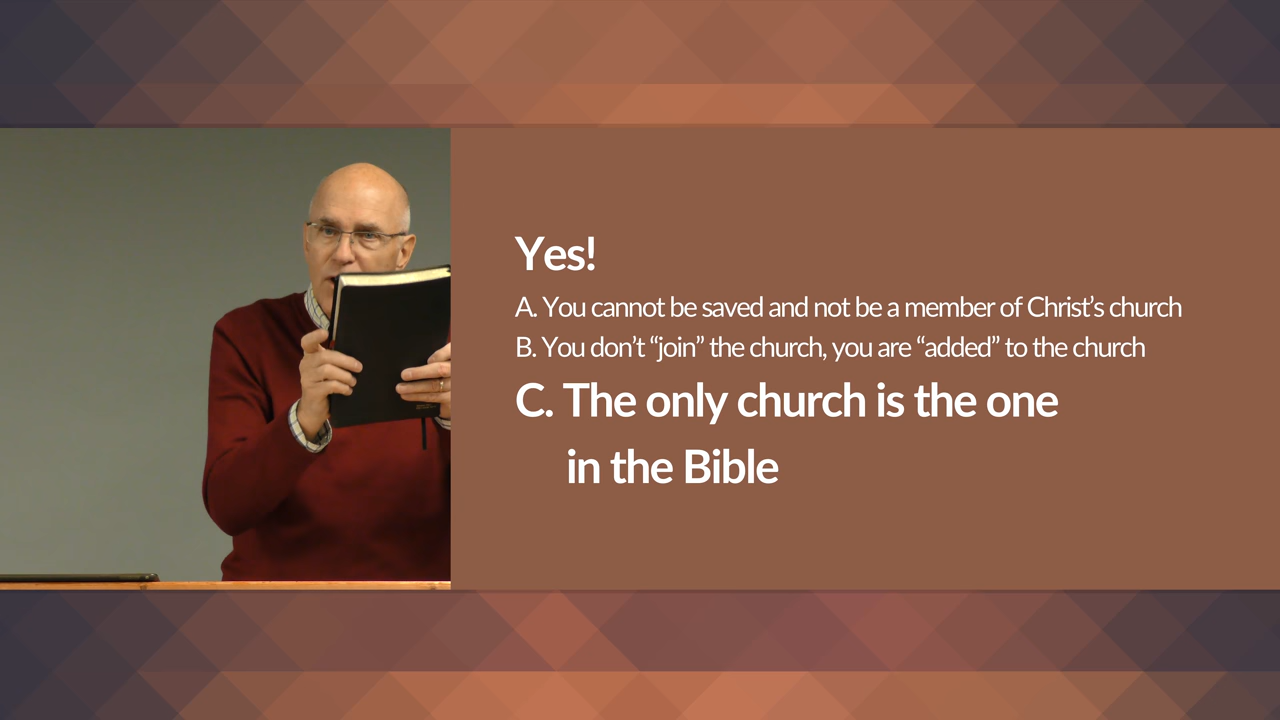 Yes!
A. You cannot be saved and not be a member of Christ’s church
B. You don’t “join” the church, you are “added” to the church
C. The only church is the one
in the Bible